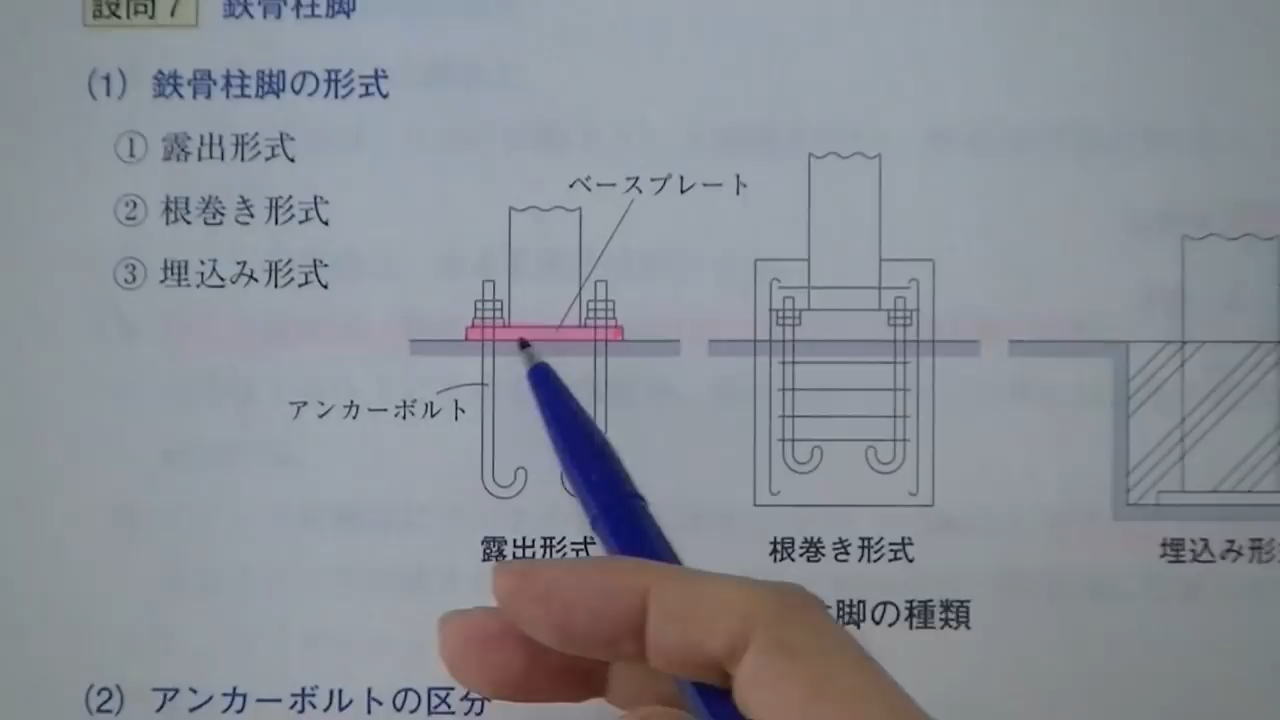 設問7 鉄骨柱脚
(1) 鉄骨柱脚の形式
① 露出形式
② 根巻き形式
③ 埋込み形式
ベースプレート
アンカーボルト
露出形式
根巻き形式
埋込み形
脚の種類
(2) アンカーボルトの区分